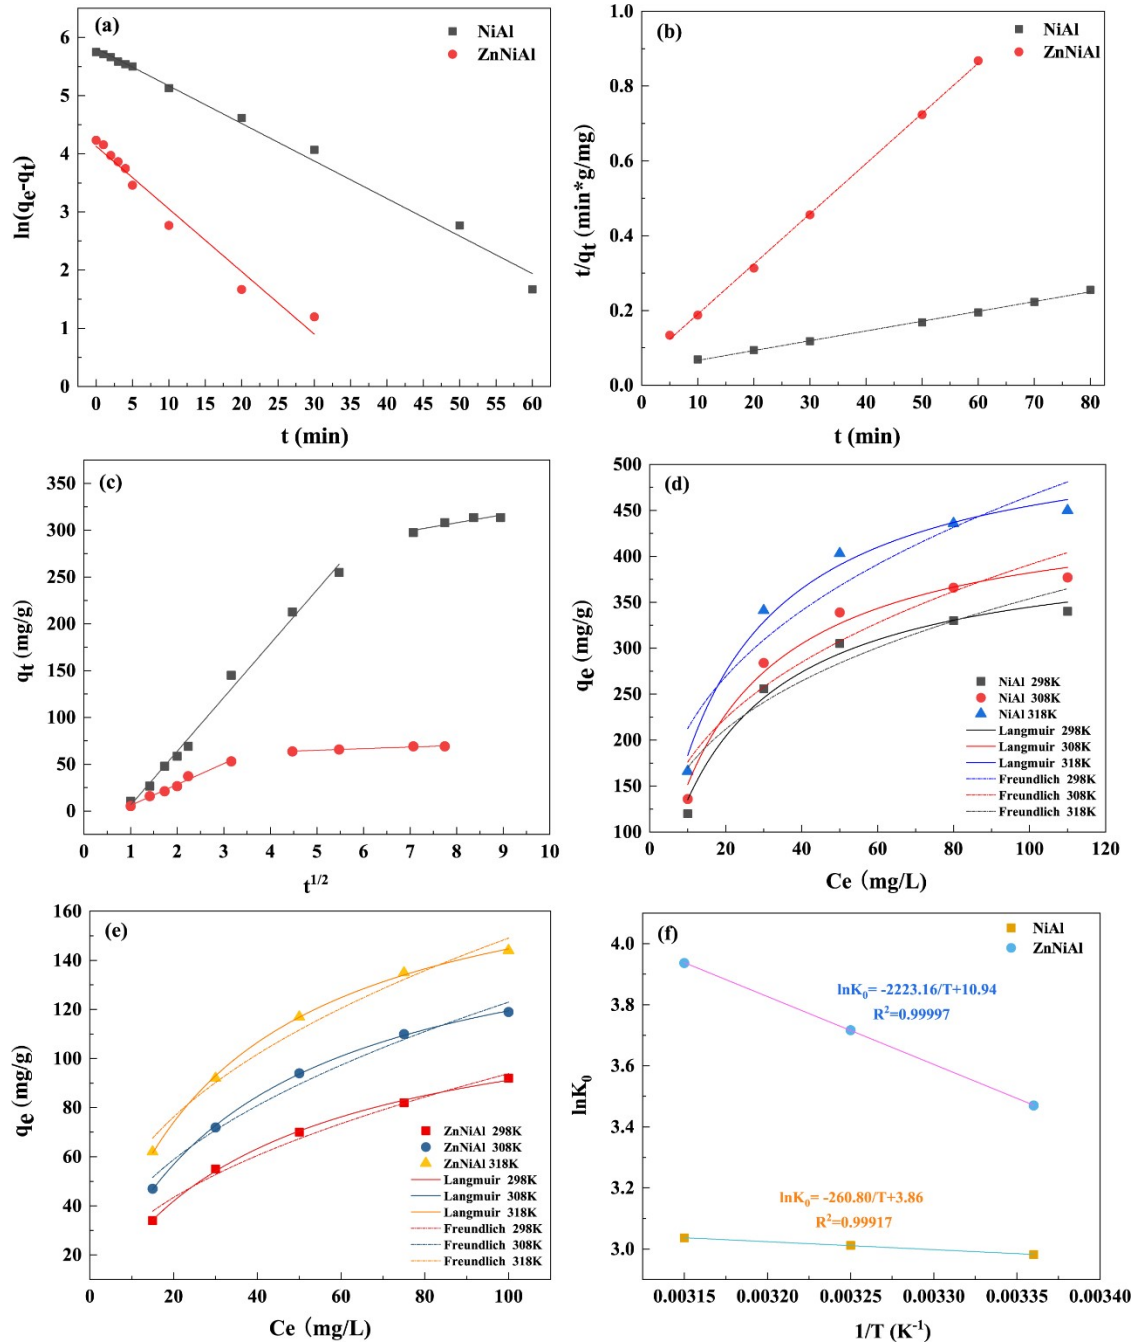 (a)
NiAl
ZnNiAl
6
5
4
3
2
1
0
ln(qe-qt)
0 5 10 15 20 25 30 35 40 45 50 55 60
t (min)
(b)
NiAl
ZnNiAl
1.0
0.8
0.6
0.4
0.2
0.0
t/qt (min*g/mg)
0 10 20 30 40 50 60 70 80
t (min)
(c)
350
300
250
200
150
100
50
0
qt (mg/g)
0 1 2 3 4 5 6 7 8 9 10
t1/2
(d)
500
450
400
350
300
250
200
150
100
qe (mg/g)
NiAl 298K
NiAl 308K
NiAl 318K
Langmuir 298K
Langmuir 308K
Langmuir 318K
Freundlich 298K
Freundlich 308K
Freundlich 318K
0 20 40 60 80 100 120
Ce (mg/L)
(e)
160
140
120
100
80
60
40
20
qe (mg/g)
ZnNiAl 298K
ZnNiAl 308K
ZnNiAl 318K
Langmuir 298K
Langmuir 308K
Langmuir 318K
Freundlich 298K
Freundlich 308K
Freundlich 318K
0 20 40 60 80 100
Ce (mg/L)
(f)
NiAl
ZnNiAl
4.0
3.8
3.6
3.4
3.2
3.0
lnK0
lnK0= -2223.16/T+10.94
R2=0.99997
lnK0= -260.80/T+3.86
R2=0.99917
0.00315 0.00320 0.00325 0.00330 0.00335 0.00340
1/T (K-1)